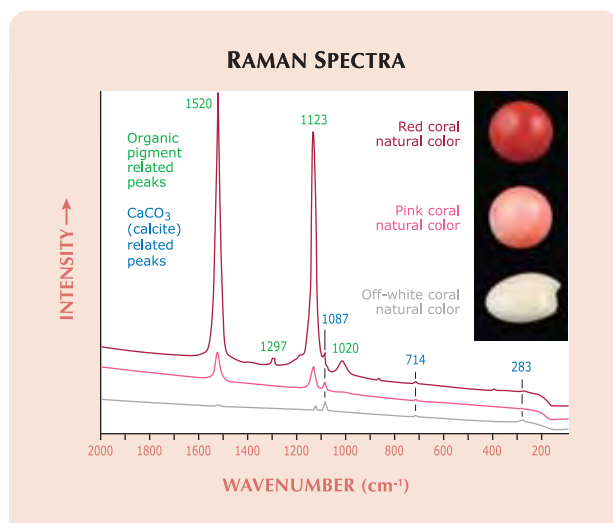 RAMAN SPECTRA
1520
1123
Organic
pigment
related
peaks
CaCO₃
(calcite)
related
peaks
Red coral
natural color
Pink coral
natural color
Off-white coral
natural color
1087
1297
1020
714
283
INTENSITY →
2000 1800 1600 1400 1200 1000 800 600 400 200
WAVENUMBER (cm⁻¹)